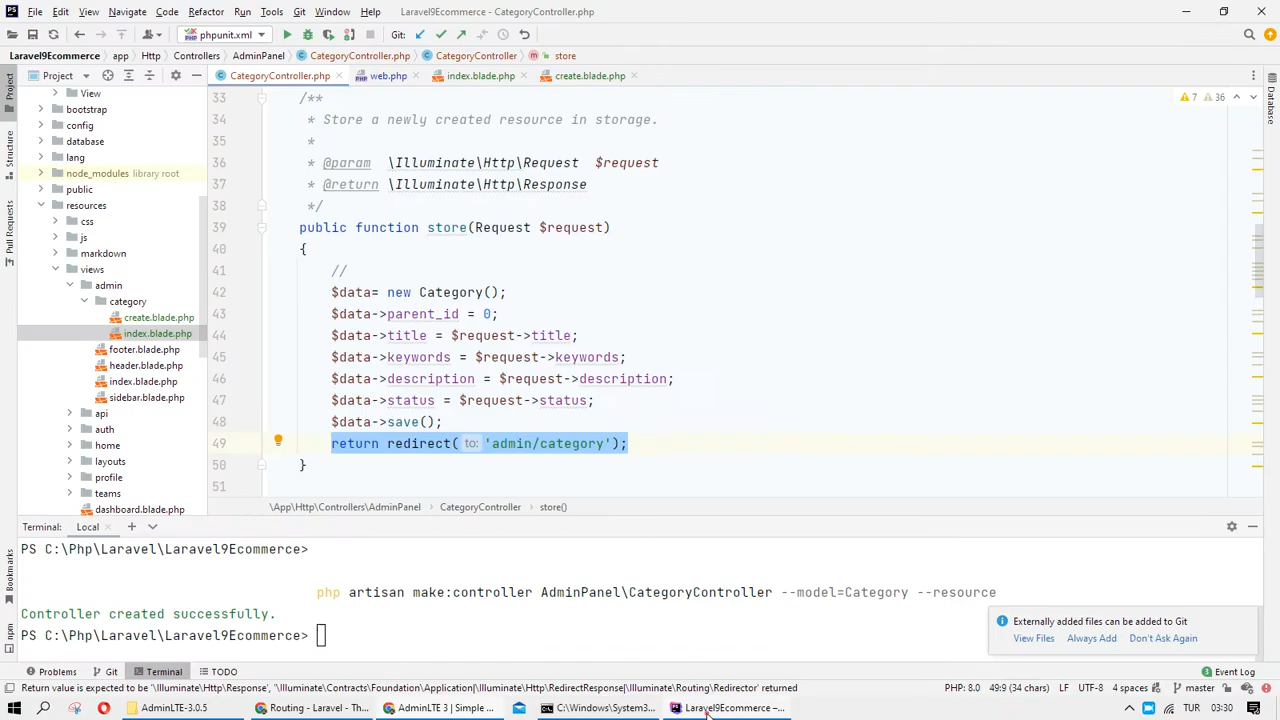 File Edit View Navigate Code Refactor Run Tools Git Window Help Laravel9Ecommerce - CategoryController.php
phpunit.xml Git:
Laravel9Ecommerce app Http Controllers AdminPanel CategoryController.php CategoryController store
Project CategoryController.php web.php index.blade.php create.blade.php
Project
Structure
Pull Requests
Bookmarks
npm
Database
View
bootstrap
config
database
lang
node_modules library root
public
resources
css
js
markdown
views
admin
category
create.blade.php
index.blade.php
footer.blade.php
header.blade.php
index.blade.php
sidebar.blade.php
api
auth
home
layouts
profile
teams
dashboard.blade.php
7 36
33 /**
34 * Store a newly created resource in storage.
35 *
36 * @param \Illuminate\Http\Request $request
37 * @return \Illuminate\Http\Response
38 */
39 public function store(Request $request)
40 {
41 //
42 $data= new Category();
43 $data->parent_id = 0;
44 $data->title = $request->title;
45 $data->keywords = $request->keywords;
46 $data->description = $request->description;
47 $data->status = $request->status;
48 $data->save();
49 return redirect( to: 'admin/category');
50 }
51
\App\Http\Controllers\AdminPanel CategoryController store()
Terminal: Local
PS C:\Php\Laravel\Laravel9Ecommerce>
php artisan make:controller AdminPanel\CategoryController --model=Category --resource
Controller created successfully.
PS C:\Php\Laravel\Laravel9Ecommerce>
Externally added files can be added to Git
View Files Always Add Don't Ask Again
Problems Git Terminal TODO Event Log
Return value is expected to be '\Illuminate\Http\Response', '\Illuminate\Contracts\Foundation\Application|\Illuminate\Http\RedirectResponse|\Illuminate\Routing\Redirector' returned PHP: 8.0 49:9 (34 chars) LF UTF-8 4 spaces master
AdminLTE-3.0.5 Routing - Laravel - Th... AdminLTE 3 | Simple ... C:\Windows\System3... Laravel9Ecommerce –... TUR 03:30